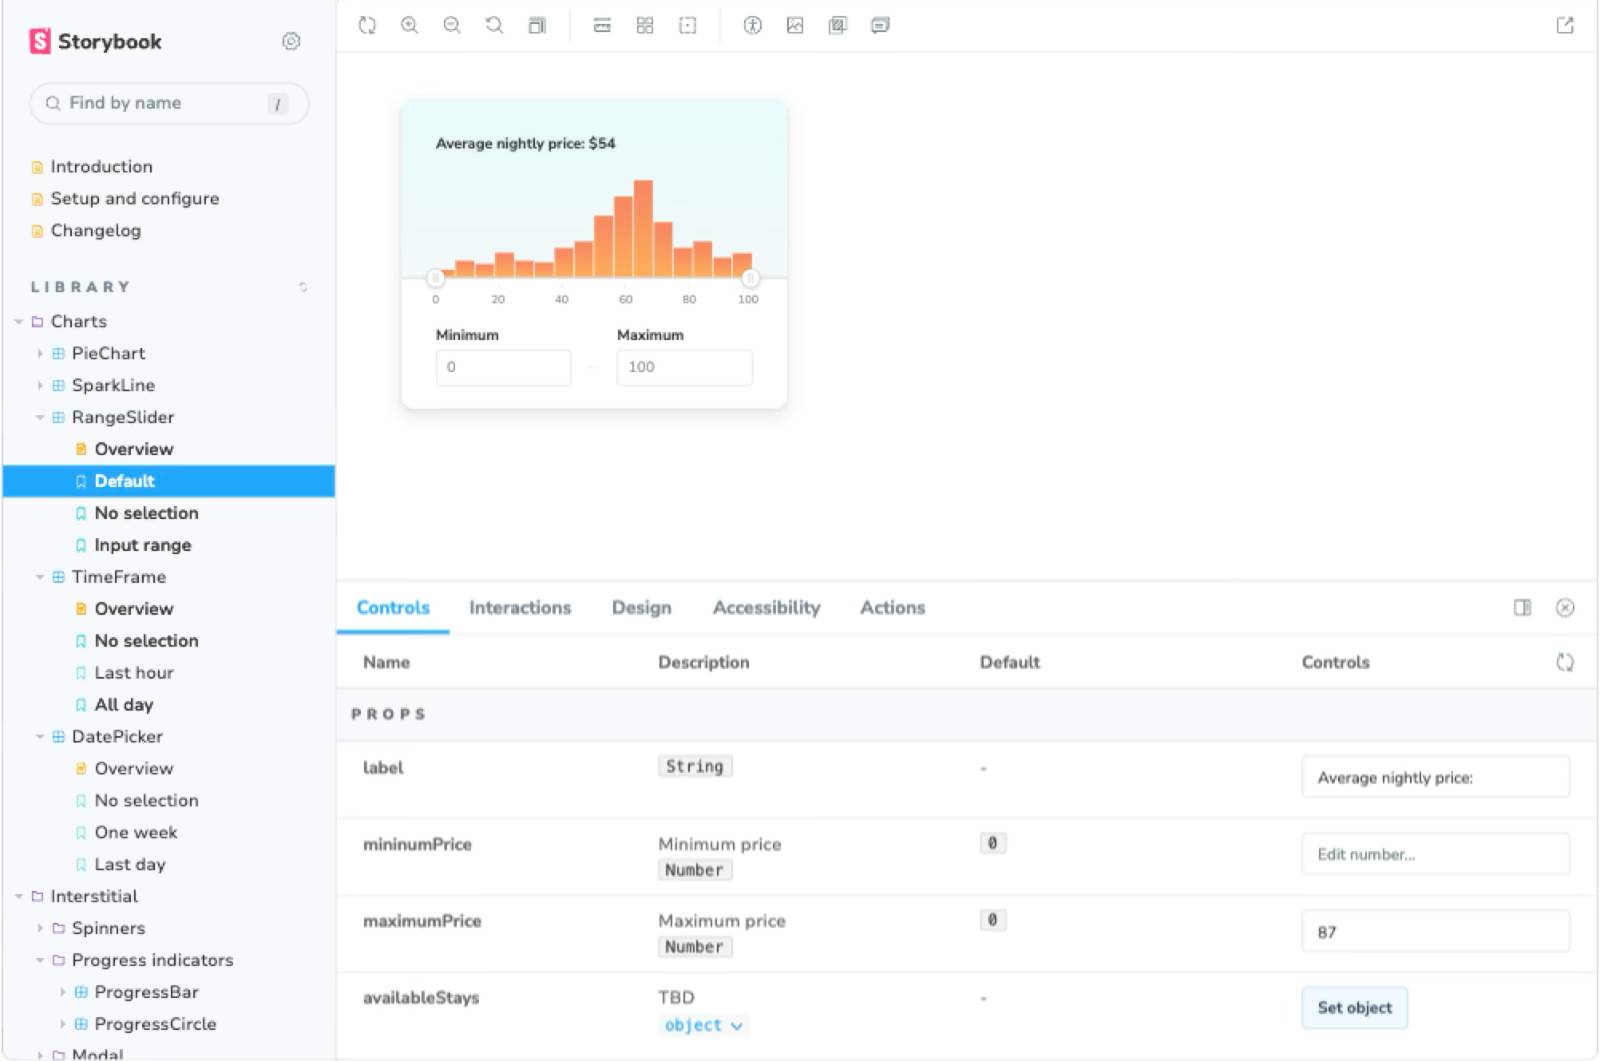 Storybook
Find by name /
Introduction
Setup and configure
Changelog
LIBRARY
Charts
PieChart
SparkLine
RangeSlider
Overview
Default
No selection
Input range
TimeFrame
Overview
No selection
Last hour
All day
DatePicker
Overview
No selection
One week
Last day
Interstitial
Spinners
Progress indicators
ProgressBar
ProgressCircle
Modal
Average nightly price: $54
0 20 40 60 80 100
Minimum Maximum
0 – 100
Controls Interactions Design Accessibility Actions
Name Description Default Controls
PROPS
label String - Average nightly price:
mininumPrice Minimum price 0 Edit number...
Number
maximumPrice Maximum price 0 87
Number
availableStays TBD - Set object
object